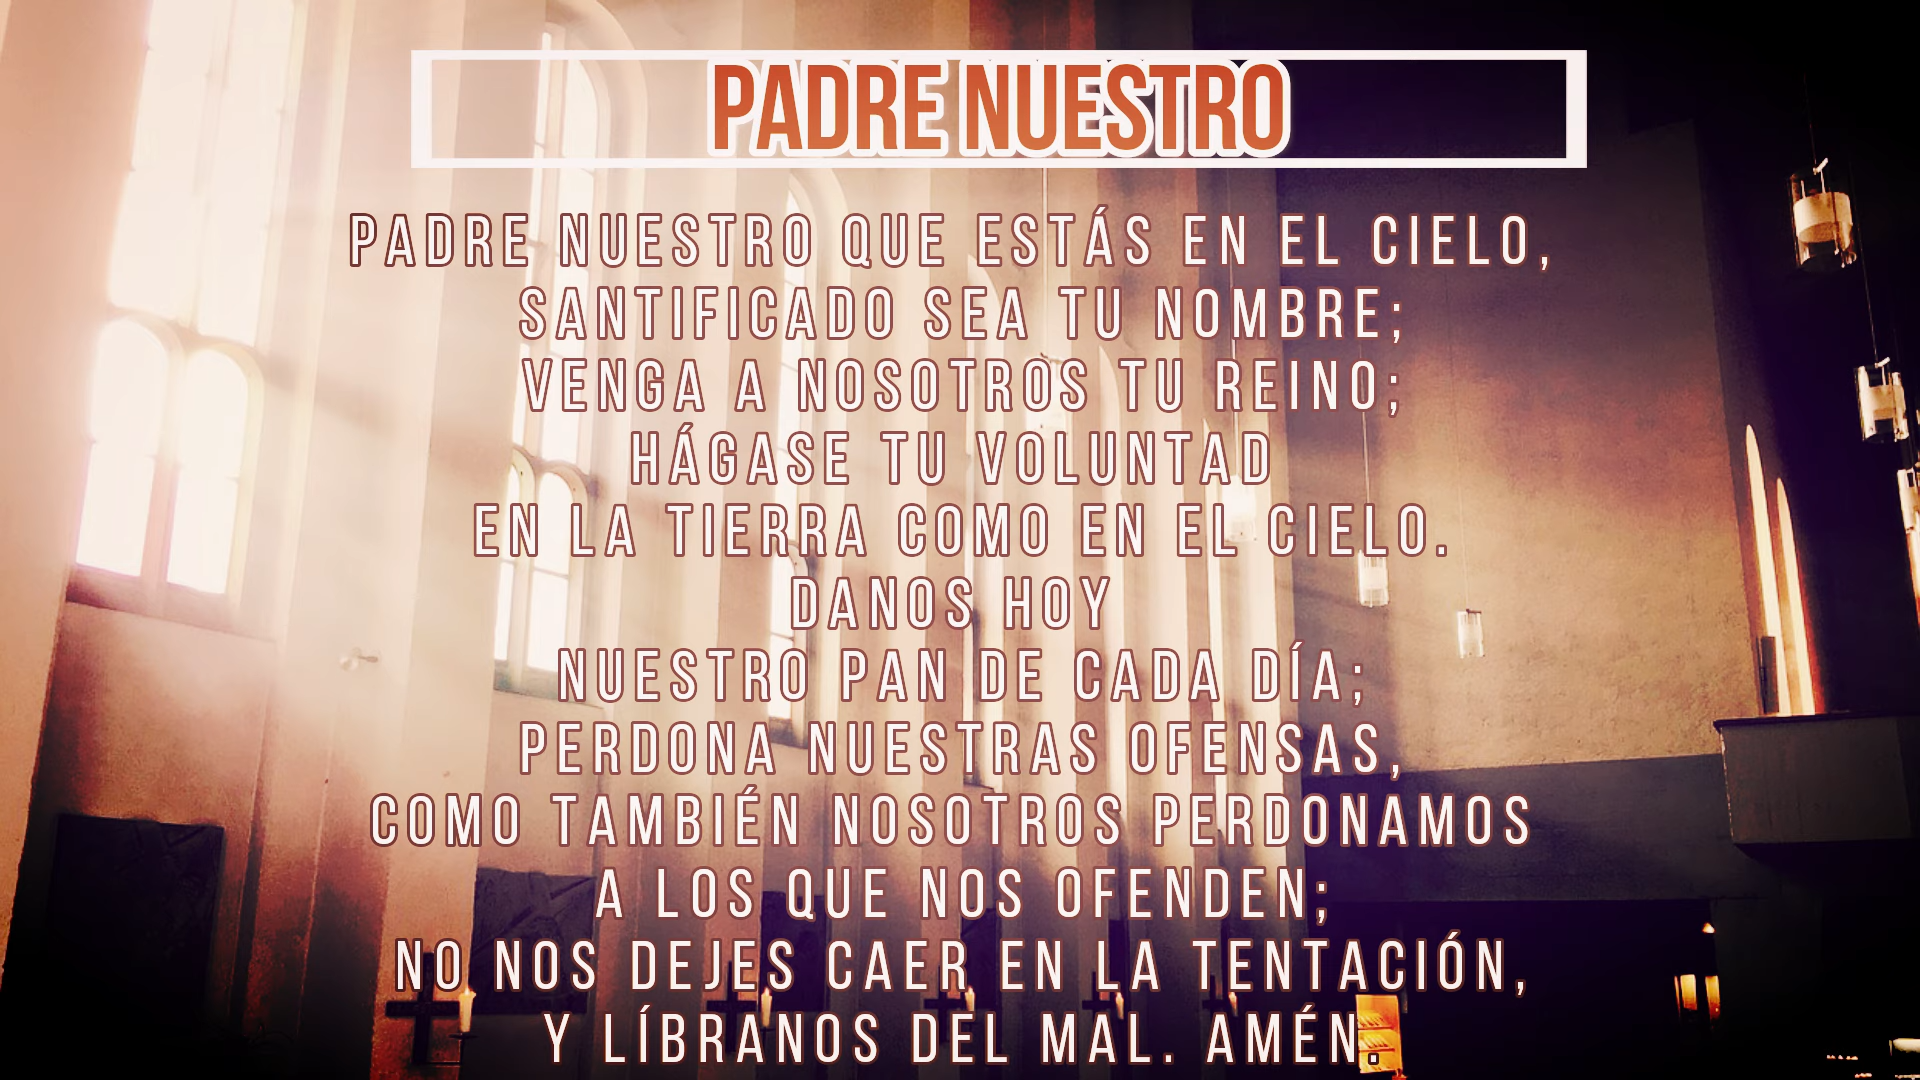 PADRE NUESTRO
PADRE NUESTRO QUE ESTÁS EN EL CIELO,
SANTIFICADO SEA TU NOMBRE;
VENGA A NOSOTROS TU REINO;
HÁGASE TU VOLUNTAD
EN LA TIERRA COMO EN EL CIELO.
DANOS HOY
NUESTRO PAN DE CADA DÍA;
PERDONA NUESTRAS OFENSAS,
COMO TAMBIÉN NOSOTROS PERDONAMOS
A LOS QUE NOS OFENDEN;
NO NOS DEJES CAER EN LA TENTACIÓN,
Y LÍBRANOS DEL MAL. AMÉN.